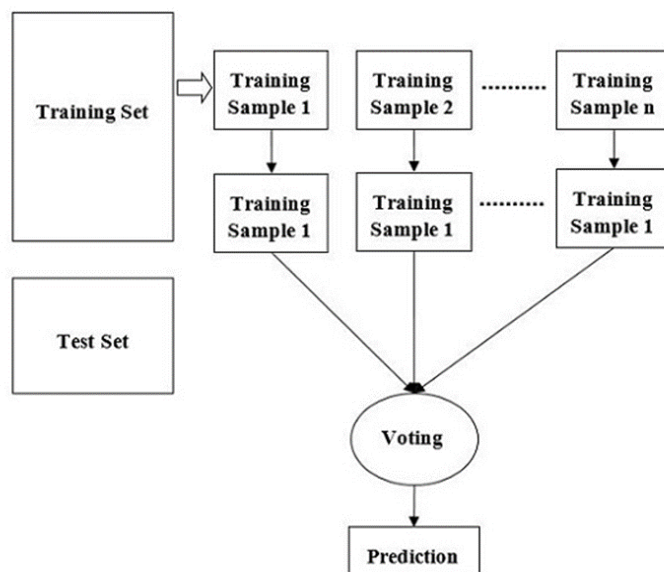 Training Set
Training
Sample 1
Training
Sample 2
Training
Sample n
Training
Sample 1
Training
Sample 1
Training
Sample 1
Test Set
Voting
Prediction